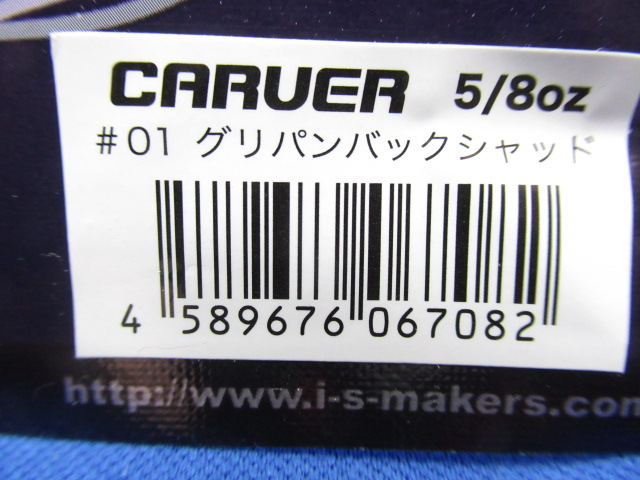 CARVER 5/8oz
#01 グリパンバックシャッド
4 589676 067082
http://www.i-s-makers.com